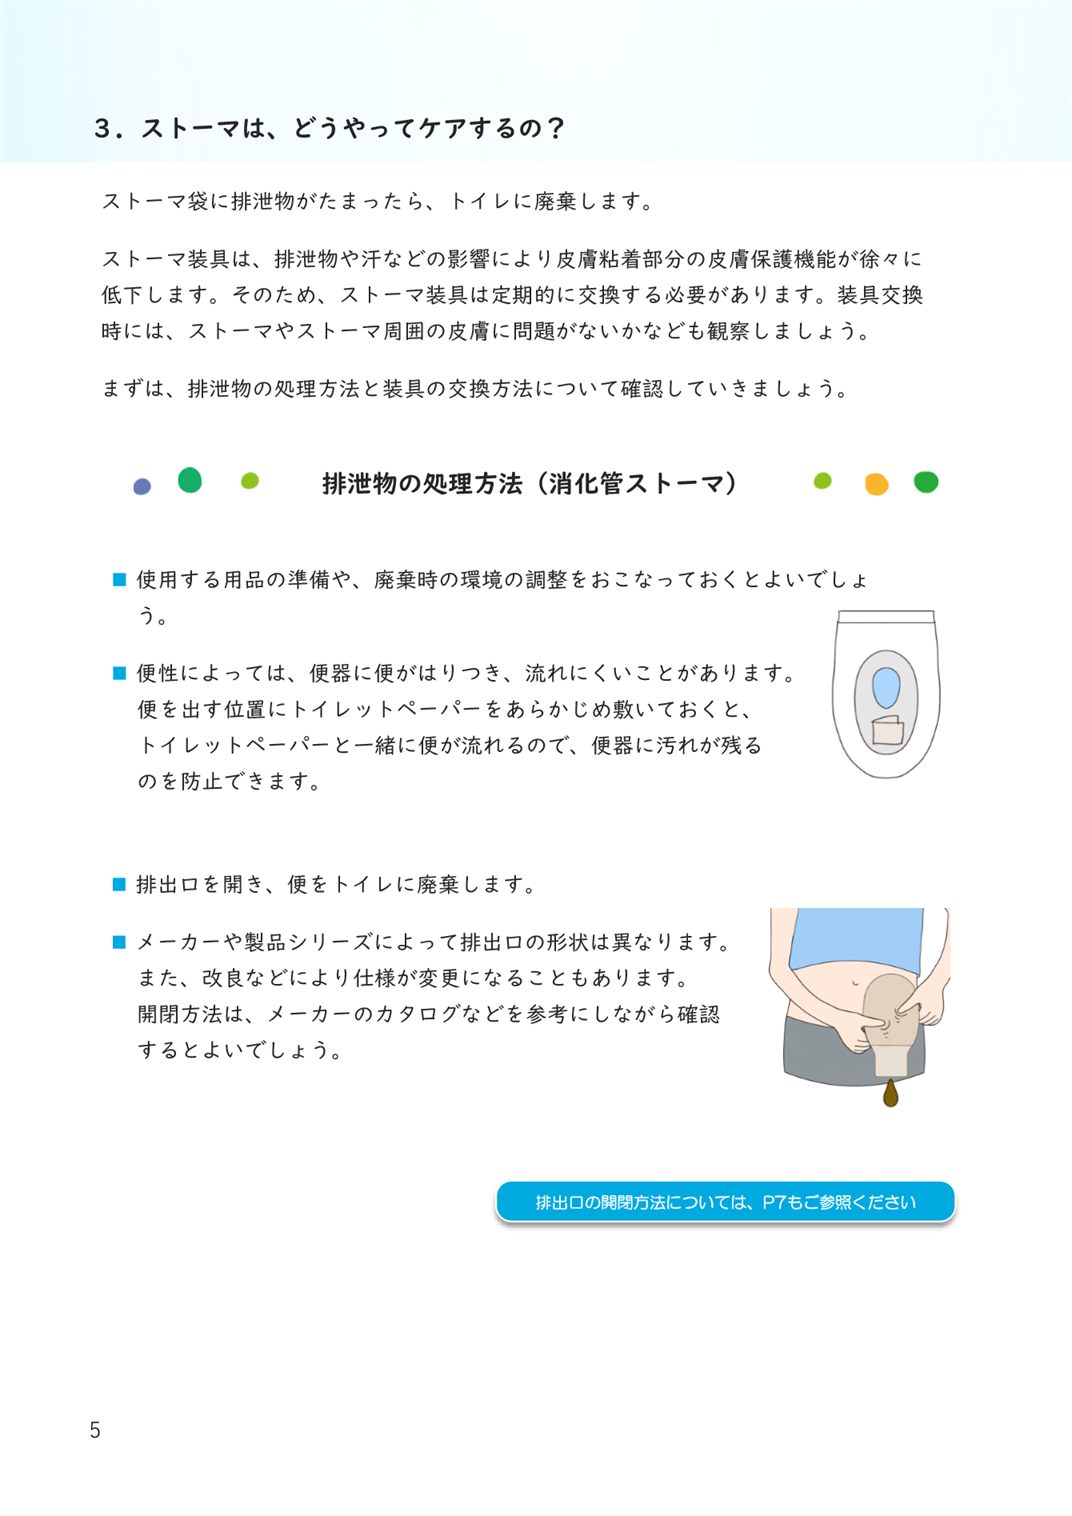 3．ストーマは、どうやってケアするの？
ストーマ袋に排泄物がたまったら、トイレに廃棄します。
ストーマ装具は、排泄物や汗などの影響により皮膚粘着部分の皮膚保護機能が徐々に
低下します。そのため、ストーマ装具は定期的に交換する必要があります。装具交換
時には、ストーマやストーマ周囲の皮膚に問題がないかなども観察しましょう。
まずは、排泄物の処理方法と装具の交換方法について確認していきましょう。
排泄物の処理方法（消化管ストーマ）
■ 使用する用品の準備や、廃棄時の環境の調整をおこなっておくとよいでしょ
う。
■ 便性によっては、便器に便がはりつき、流れにくいことがあります。
便を出す位置にトイレットペーパーをあらかじめ敷いておくと、
トイレットペーパーと一緒に便が流れるので、便器に汚れが残る
のを防止できます。
■ 排出口を開き、便をトイレに廃棄します。
■ メーカーや製品シリーズによって排出口の形状は異なります。
また、改良などにより仕様が変更になることもあります。
開閉方法は、メーカーのカタログなどを参考にしながら確認
するとよいでしょう。
排出口の開閉方法については、P7もご参照ください
5